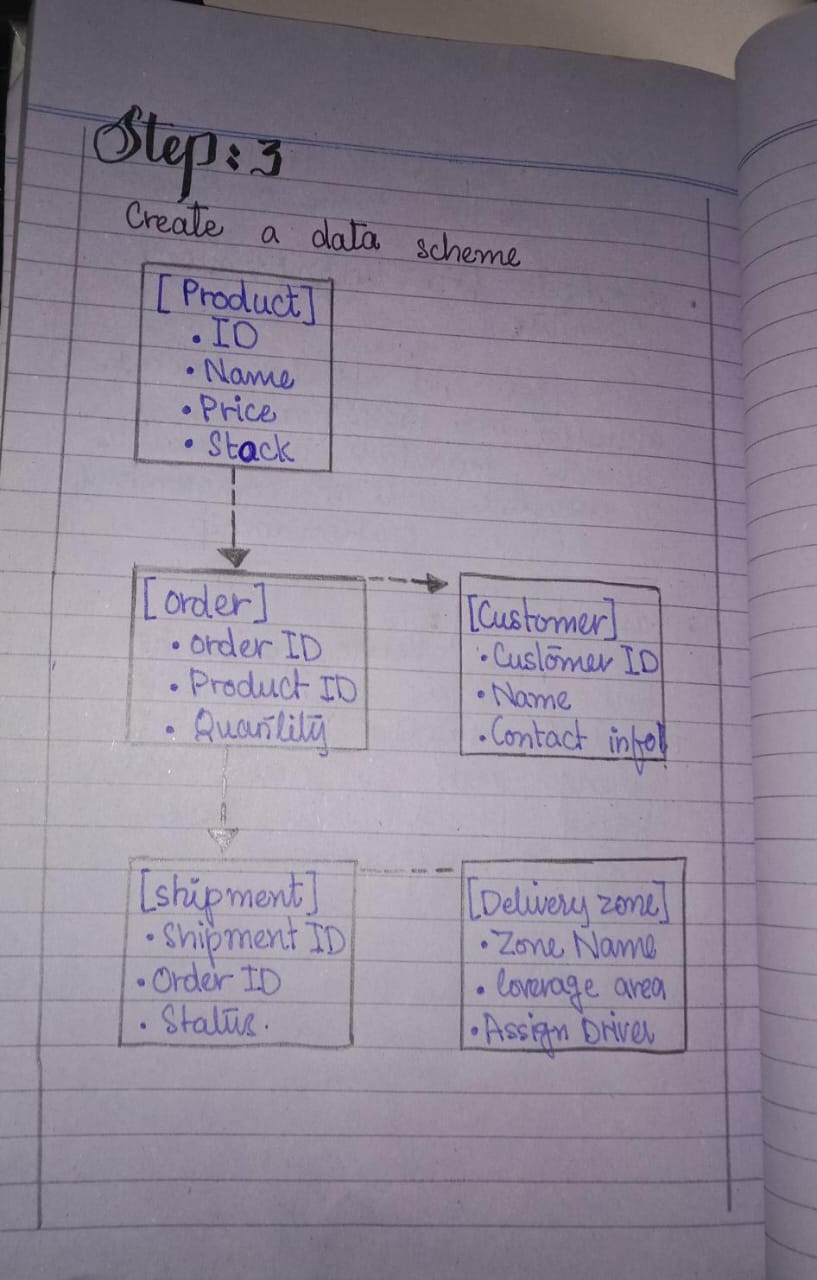 Step: 3
Create a data scheme
[Product]
• ID
• Name
• Price
• Stack
[order]
• order ID
• Product ID
• Quantity
[Customer]
• Customer ID
• Name
• Contact info
[shipment]
• Shipment ID
• Order ID
• Status.
[Delivery zone]
• Zone Name
• Coverage area
• Assign Driver